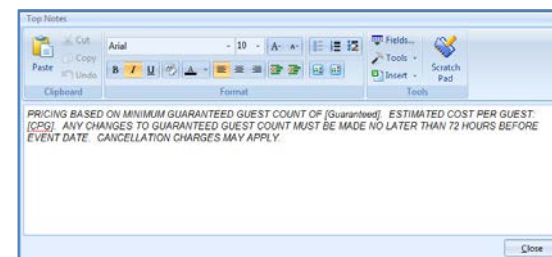 Top Notes
Cut
Copy
Undo
Paste
Clipboard
Arial
10
A
A
B I U
A
Format
Fields...
Tools
Insert
Scratch
Pad
Tools
PRICING BASED ON MINIMUM GUARANTEED GUEST COUNT OF [Guaranteed]. ESTIMATED COST PER GUEST:
[CPG]. ANY CHANGES TO GUARANTEED GUEST COUNT MUST BE MADE NO LATER THAN 72 HOURS BEFORE
EVENT DATE. CANCELLATION CHARGES MAY APPLY.
Close